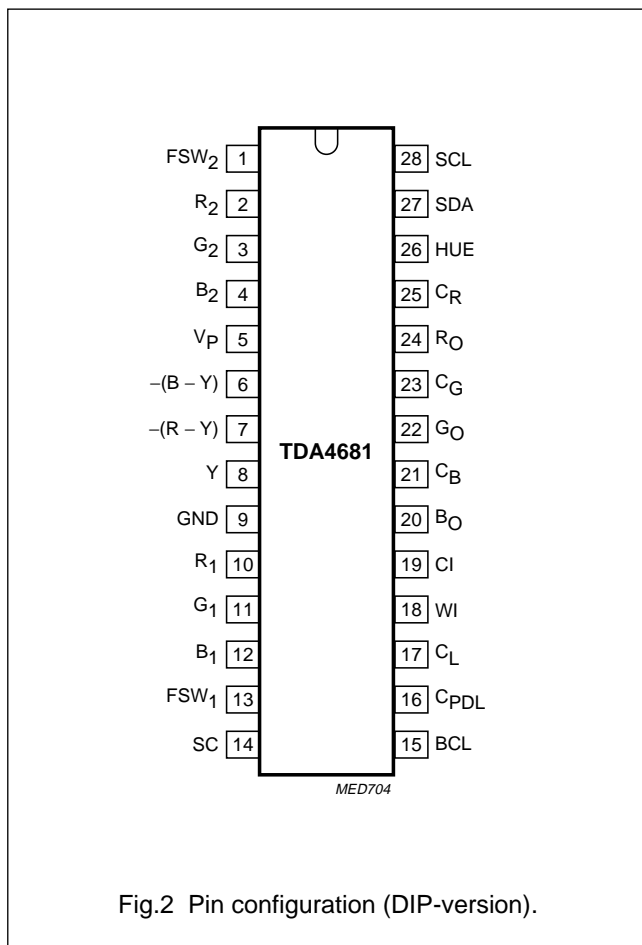 FSW2 1 28 SCL
R2 2 27 SDA
G2 3 26 HUE
B2 4 25 CR
VP 5 24 RO
−(B − Y) 6 23 CG
−(R − Y) 7 22 GO
TDA4681
Y 8 21 CB
GND 9 20 BO
R1 10 19 CI
G1 11 18 WI
B1 12 17 CL
FSW1 13 16 CPDL
SC 14 15 BCL
MED704
Fig.2 Pin configuration (DIP-version).